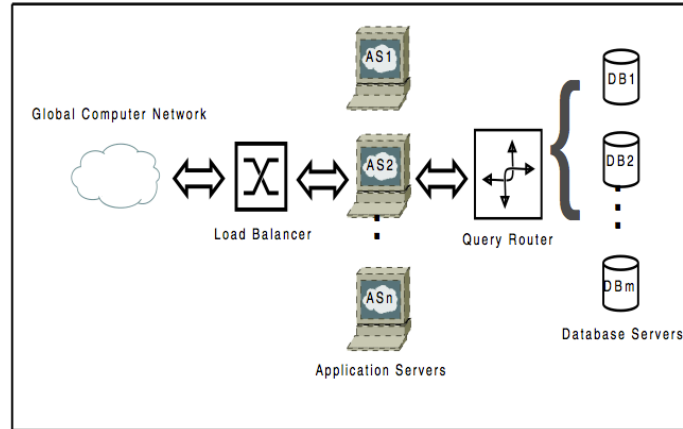 AS1
DB1
Global Computer Network
AS2
DB2
Load Balancer
Query Router
ASn
DBm
Database Servers
Application Servers